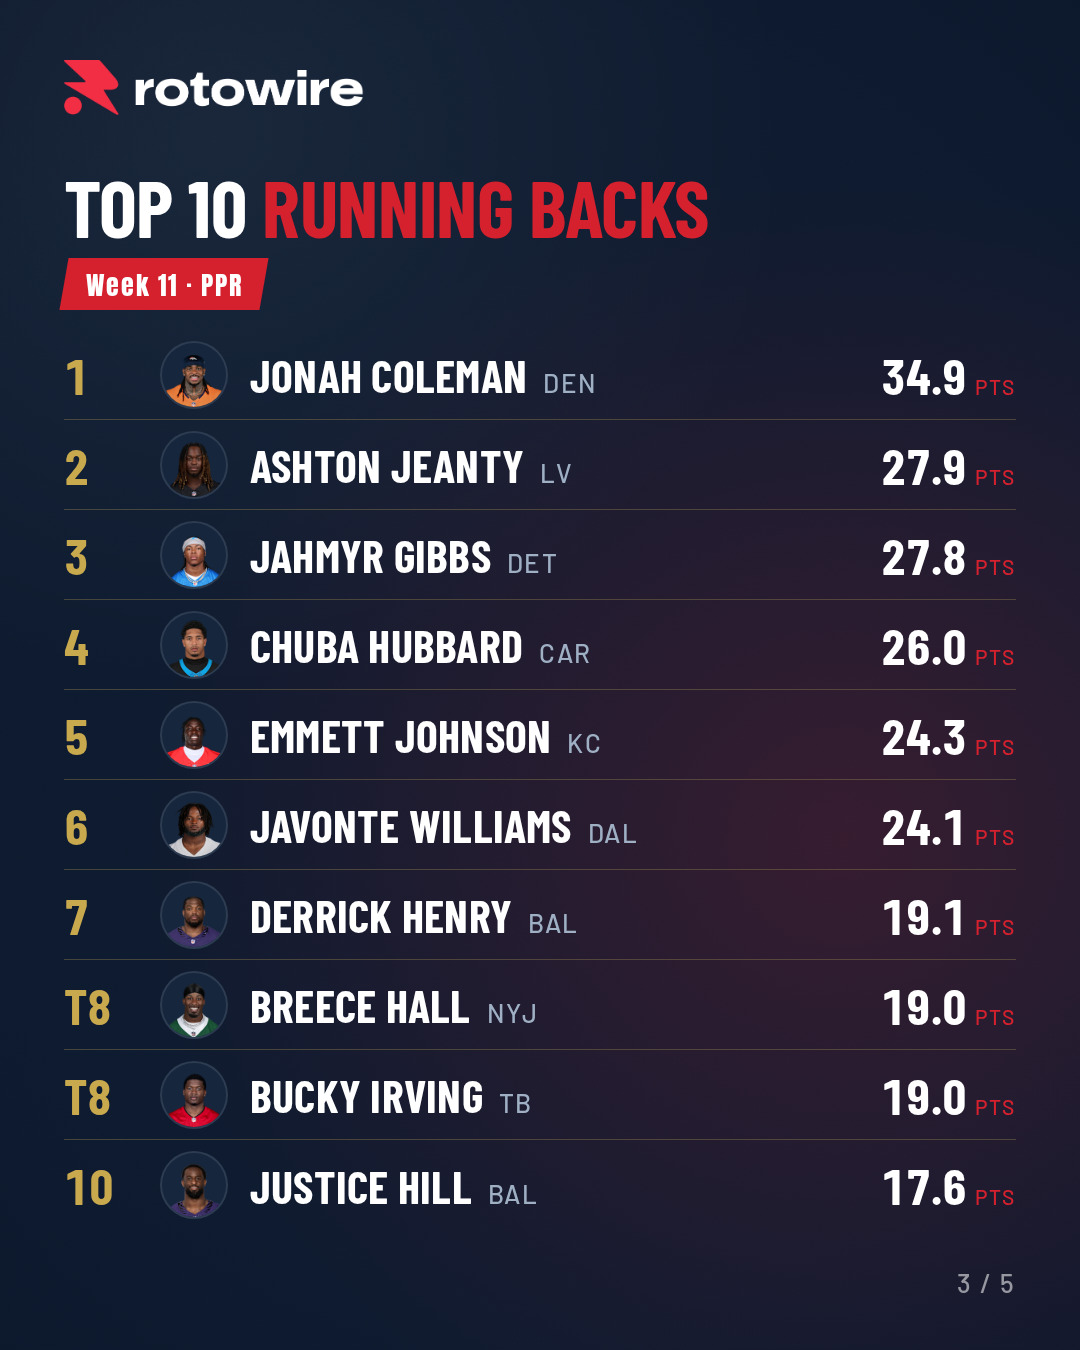 rotowire
TOP 10 RUNNING BACKS
Week 11 · PPR
1 JONAH COLEMAN DEN 34.9 PTS
2 ASHTON JEANTY LV 27.9 PTS
3 JAHMYR GIBBS DET 27.8 PTS
4 CHUBA HUBBARD CAR 26.0 PTS
5 EMMETT JOHNSON KC 24.3 PTS
6 JAVONTE WILLIAMS DAL 24.1 PTS
7 DERRICK HENRY BAL 19.1 PTS
T8 BREECE HALL NYJ 19.0 PTS
T8 BUCKY IRVING TB 19.0 PTS
10 JUSTICE HILL BAL 17.6 PTS
3 / 5